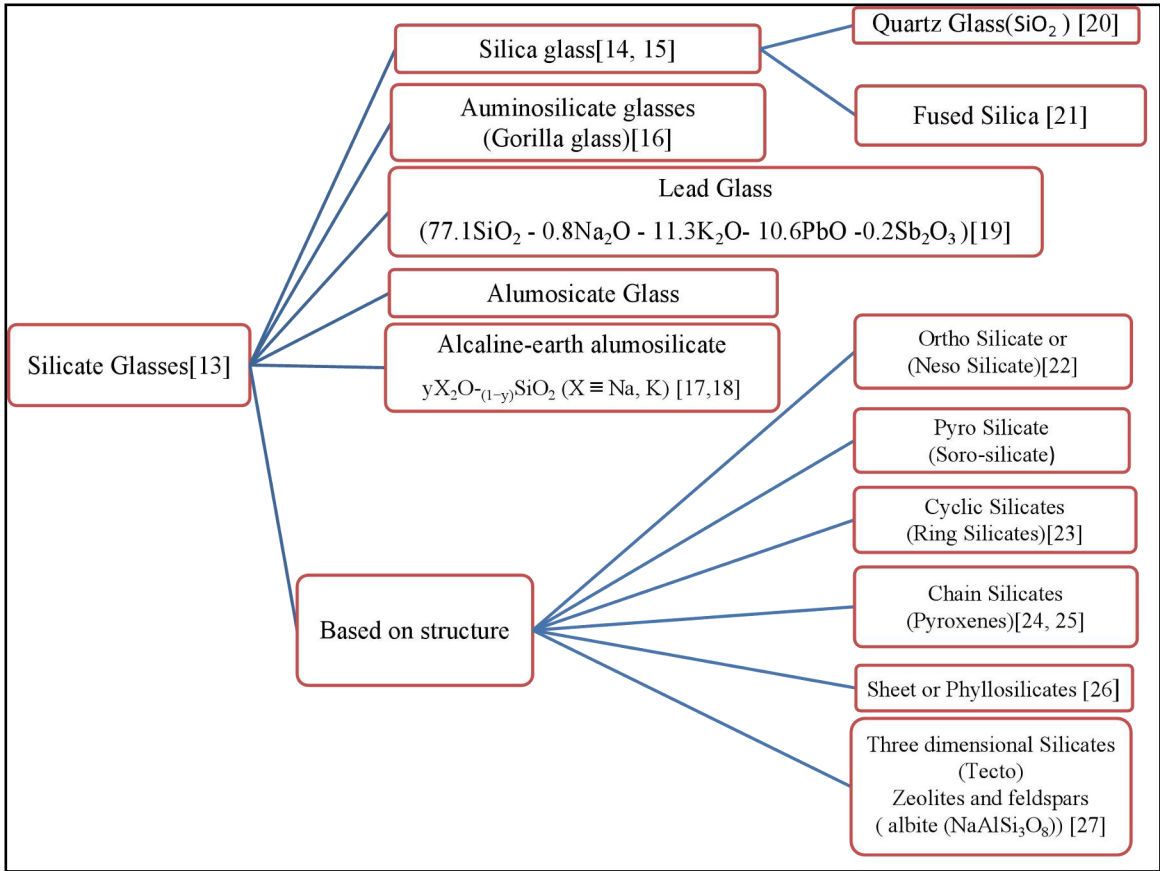 Silicate Glasses[13]
Silica glass[14, 15]
Quartz Glass(SiO₂ ) [20]
Fused Silica [21]
Auminosilicate glasses
(Gorilla glass)[16]
Lead Glass
(77.1SiO₂ - 0.8Na₂O - 11.3K₂O- 10.6PbO -0.2Sb₂O₃)[19]
Alumosicate Glass
Alcaline-earth alumosilicate
yX₂O-₍₁₋y₎SiO₂ (X ≡ Na, K) [17,18]
Based on structure
Ortho Silicate or
(Neso Silicate)[22]
Pyro Silicate
(Soro-silicate)
Cyclic Silicates
(Ring Silicates)[23]
Chain Silicates
(Pyroxenes)[24, 25]
Sheet or Phyllosilicates [26]
Three dimensional Silicates
(Tecto)
Zeolites and feldspars
( albite (NaAlSi₃O₈)) [27]